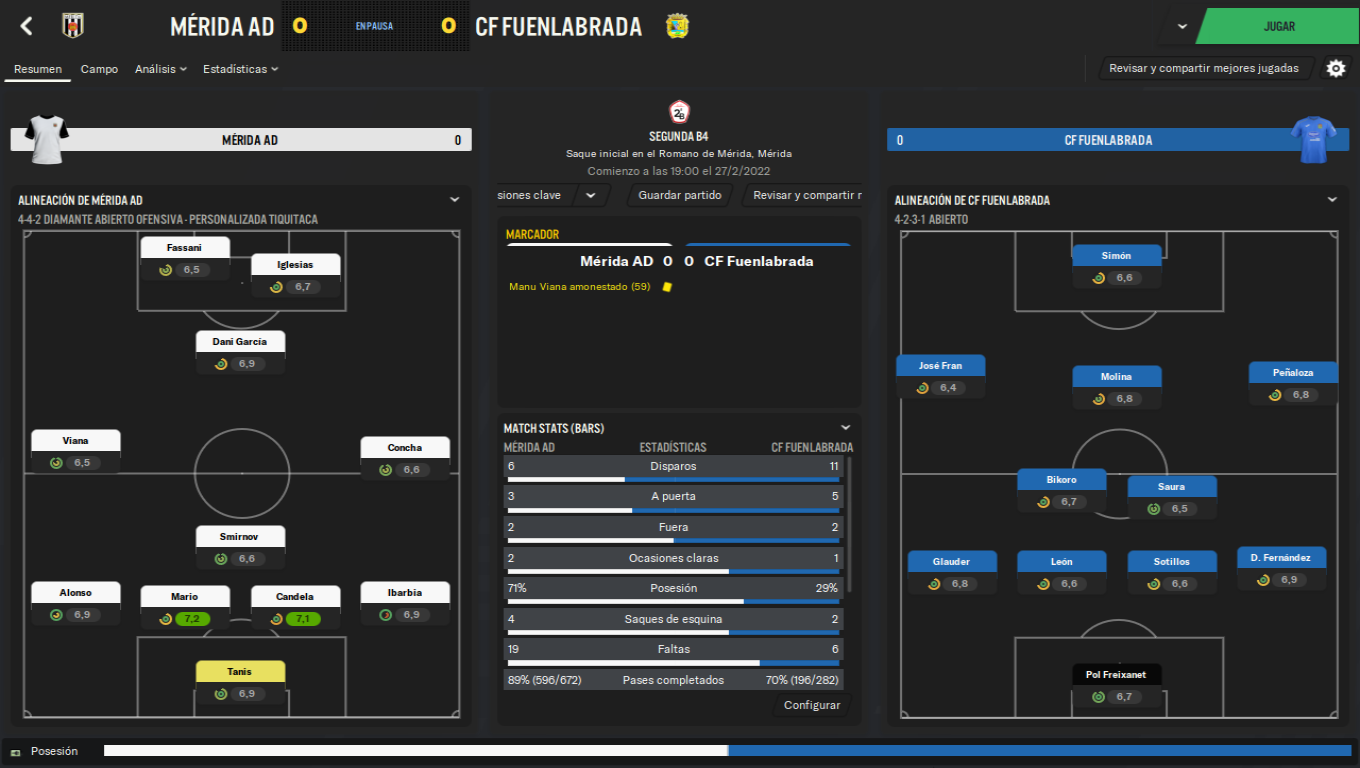 MÉRIDA AD 0 EN PAUSA 0 CF FUENLABRADA
JUGAR
Resumen Campo Análisis Estadísticas
Revisar y compartir mejores jugadas
MÉRIDA AD 0
2ªB
SEGUNDA B4
Saque inicial en el Romano de Mérida, Mérida
Comienzo a las 19:00 el 27/2/2022
siones clave Guardar partido Revisar y compartir r
0 CF FUENLABRADA
ALINEACIÓN DE MÉRIDA AD
4-4-2 DIAMANTE ABIERTO OFENSIVA - PERSONALIZADA TIQUITACA
Fassani
6,5
Iglesias
6,7
Dani García
6,9
Viana
6,5
Concha
6,6
Smirnov
6,6
Alonso
6,9
Mario
7,2
Candela
7,1
Ibarbia
6,9
Tanis
6,9
MARCADOR
Mérida AD 0 0 CF Fuenlabrada
Manu Viana amonestado (59)
MATCH STATS (BARS)
MÉRIDA AD ESTADÍSTICAS CF FUENLABRADA
6 Disparos 11
3 A puerta 5
2 Fuera 2
2 Ocasiones claras 1
71% Posesión 29%
4 Saques de esquina 2
19 Faltas 6
89% (596/672) Pases completados 70% (196/282)
Configurar
ALINEACIÓN DE CF FUENLABRADA
4-2-3-1 ABIERTO
Simón
6,6
José Fran
6,4
Molina
6,8
Peñaloza
6,8
Bikoro
6,7
Saura
6,5
Glauder
6,8
León
6,6
Sotillos
6,6
D. Fernández
6,9
Pol Freixanet
6,7
Posesión